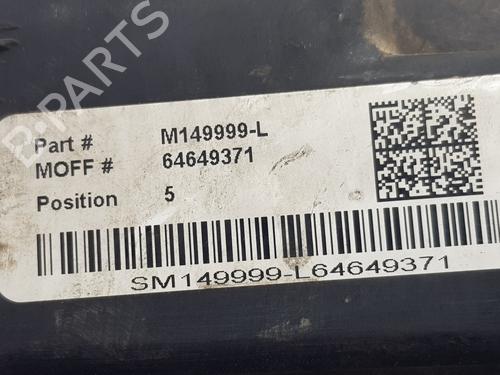 B-PARTS
Part # M149999-L
MOFF # 64649371
Position 5
SM149999-L64649371